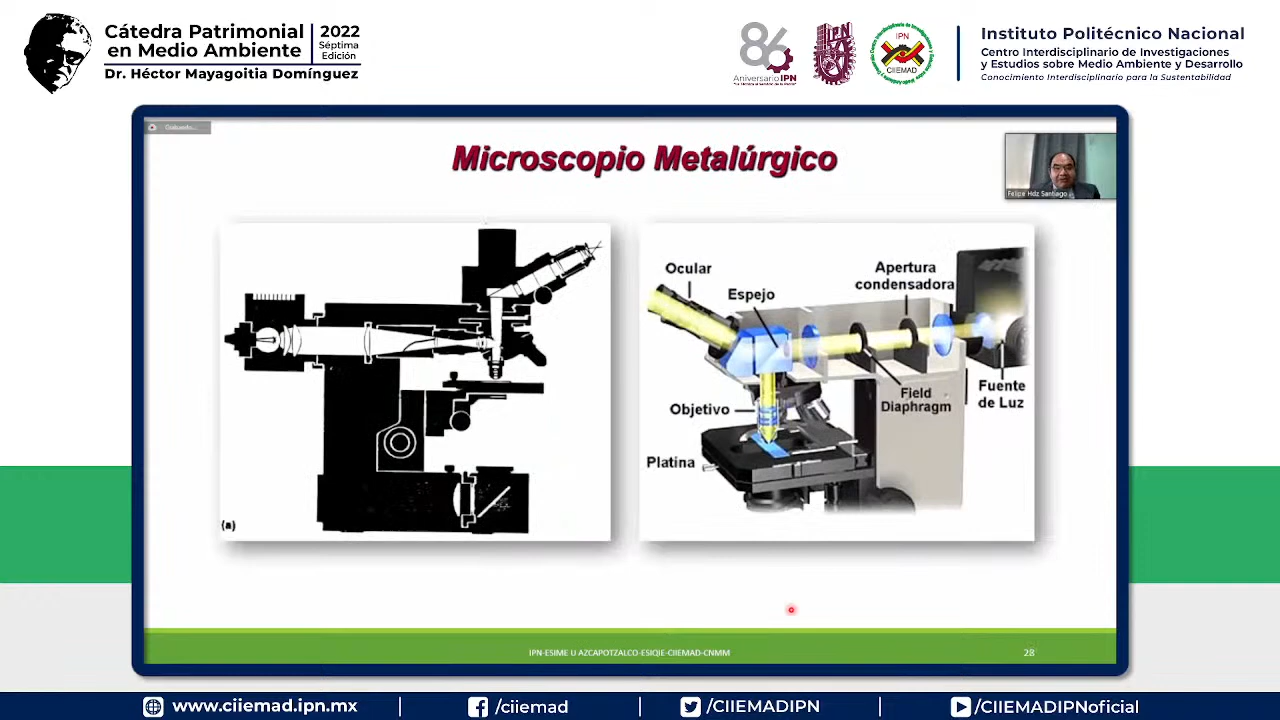 Cátedra Patrimonial
en Medio Ambiente
Dr. Héctor Mayagoitia Domínguez
2022
Séptima
Edición
86
Aniversario IPN
IPN
IPN
CIIEMAD
Instituto Politécnico Nacional
Centro Interdisciplinario de Investigaciones
y Estudios sobre Medio Ambiente y Desarrollo
Conocimiento Interdisciplinario para la Sustentabilidad
Microscopio Metalúrgico
Felipe Hdz Santiago
(a)
Ocular
Espejo
Apertura
condensadora
Objetivo
Platina
Field
Diaphragm
Fuente
de Luz
IPN-ESIME U AZCAPOTZALCO-ESIQIE-CIIEMAD-CNMM
28
www.ciiemad.ipn.mx
/ciiemad
/CIIEMADIPN
/CIIEMADIPNoficial